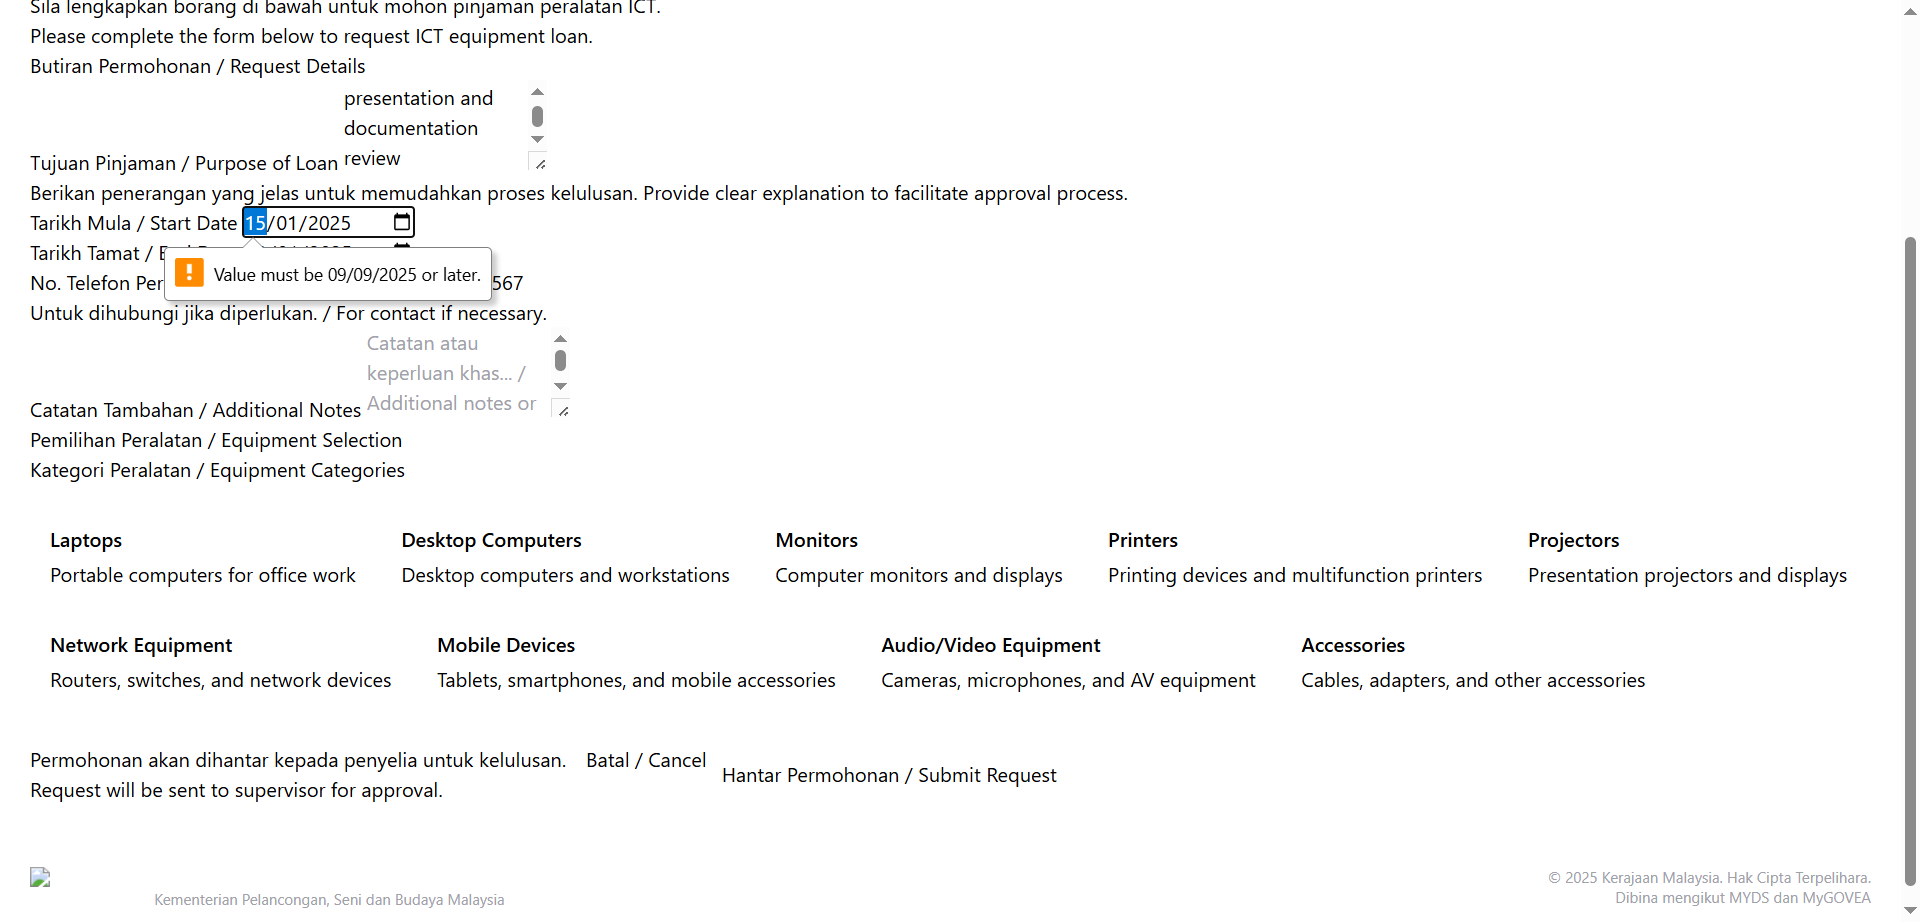 Sila lengkapkan borang di bawah untuk mohon pinjaman peralatan ICT.
Please complete the form below to request ICT equipment loan.
Butiran Permohonan / Request Details
presentation and
documentation
review
Tujuan Pinjaman / Purpose of Loan
Berikan penerangan yang jelas untuk memudahkan proses kelulusan. Provide clear explanation to facilitate approval process.
Tarikh Mula / Start Date 15/01/2025
Tarikh Tamat /
Value must be 09/09/2025 or later.
No. Telefon Per 567
Untuk dihubungi jika diperlukan. / For contact if necessary.
Catatan atau
keperluan khas... /
Additional notes or
Catatan Tambahan / Additional Notes
Pemilihan Peralatan / Equipment Selection
Kategori Peralatan / Equipment Categories
Laptops
Portable computers for office work
Desktop Computers
Desktop computers and workstations
Monitors
Computer monitors and displays
Printers
Printing devices and multifunction printers
Projectors
Presentation projectors and displays
Network Equipment
Routers, switches, and network devices
Mobile Devices
Tablets, smartphones, and mobile accessories
Audio/Video Equipment
Cameras, microphones, and AV equipment
Accessories
Cables, adapters, and other accessories
Permohonan akan dihantar kepada penyelia untuk kelulusan.
Request will be sent to supervisor for approval.
Batal / Cancel
Hantar Permohonan / Submit Request
Kementerian Pelancongan, Seni dan Budaya Malaysia
© 2025 Kerajaan Malaysia. Hak Cipta Terpelihara.
Dibina mengikut MYDS dan MyGOVEA